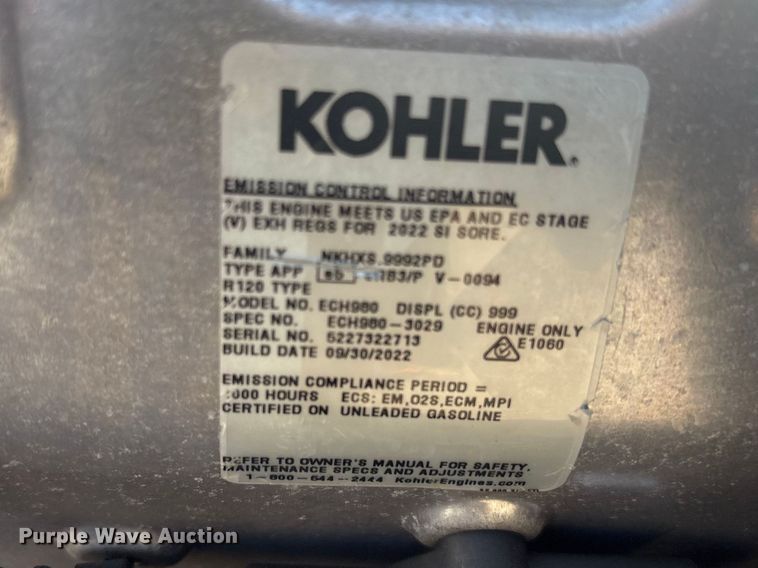 KOHLER.
EMISSION CONTROL INFORMATION
THIS ENGINE MEETS US EPA AND EC STAGE
(V) EXH REGS FOR 2022 SI SORE.
FAMILY NKHXS.9992PD
TYPE APP V-0094
R120 TYPE
MODEL NO. ECH980 DISPL (CC) 999
SPEC NO. ECH980-3029 ENGINE ONLY
SERIAL NO. 5227322713 E1060
BUILD DATE 09/30/2022
EMISSION COMPLIANCE PERIOD =
HOURS ECS: EM,O2S,ECM,MPI
CERTIFIED ON UNLEADED GASOLINE
REFER TO OWNER'S MANUAL FOR SAFETY,
MAINTENANCE SPECS AND ADJUSTMENTS
1-800-544-2444 KohlerEngines.com
Purple Wave Auction